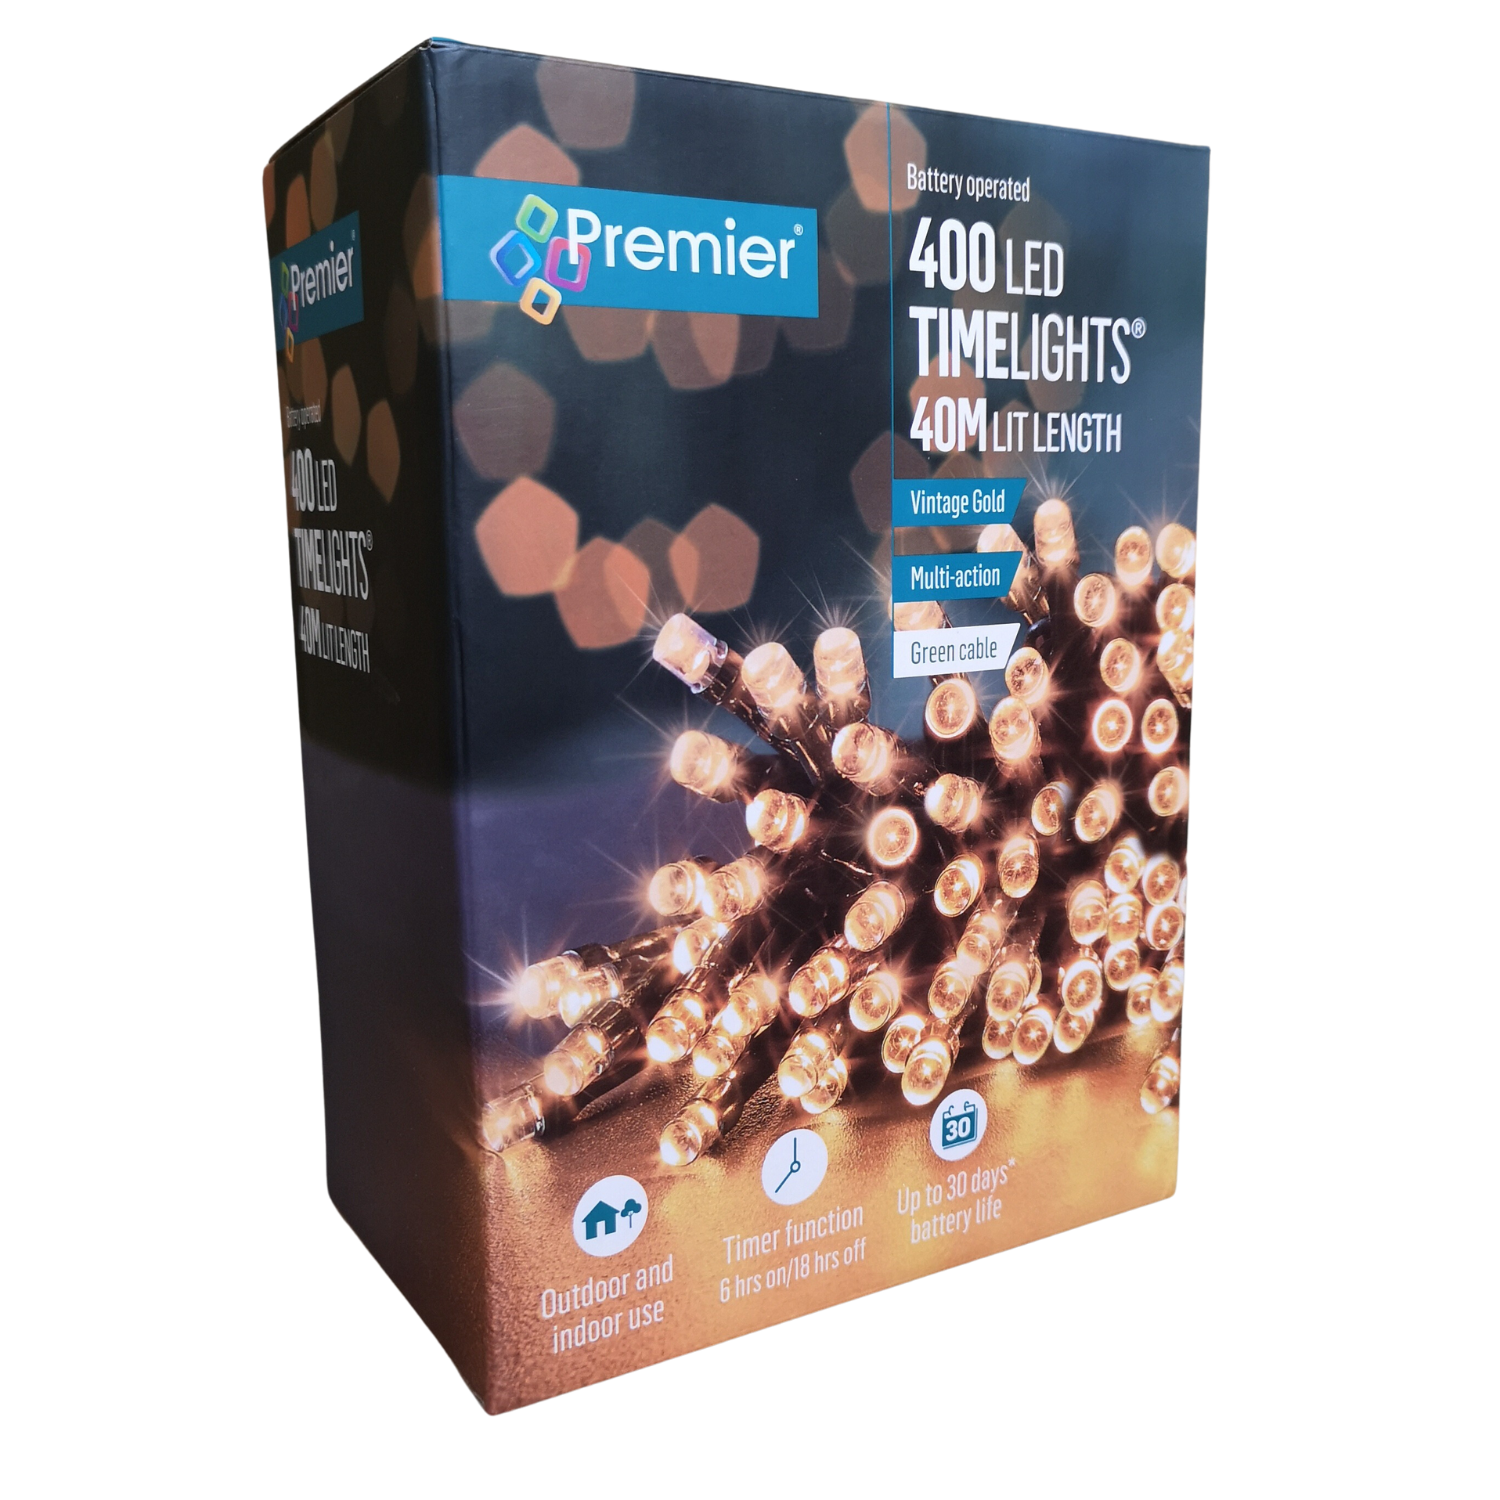 Premier®
Battery operated
400 LED
TIMELIGHTS®
40M LIT LENGTH
Vintage Gold
Multi-action
Green cable
30
Outdoor and
indoor use
Timer function
6 hrs on/18 hrs off
Up to 30 days*
battery life
Premier®
Battery operated
400 LED
TIMELIGHTS®
40M LIT LENGTH